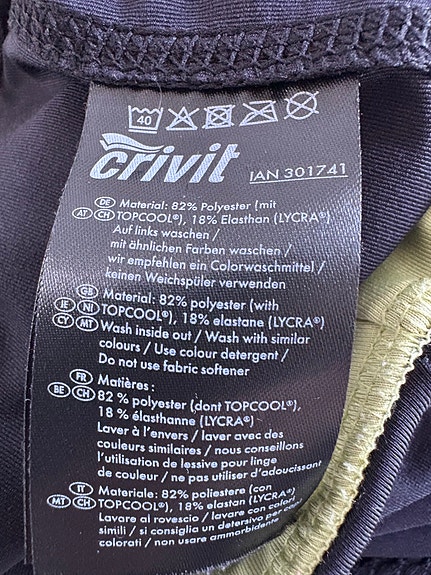 40
crivit IAN 301741
DE Material: 82% Polyester (mit
AT CH TOPCOOL®), 18% Elasthan (LYCRA®)
Auf links waschen /
mit ähnlichen Farben waschen /
wir empfehlen ein Colorwaschmittel /
keinen Weichspüler verwenden
GB Material: 82% polyester (with
IE NI TOPCOOL®), 18% elastane (LYCRA®)
CY MT Wash inside out / Wash with similar
colours / Use colour detergent /
Do not use fabric softener
FR Matières :
BE CH 82 % polyester (dont TOPCOOL®),
18 % élasthanne (LYCRA®)
Laver à l'envers / laver avec des
couleurs similaires / nous conseillons
l'utilisation de lessive pour linge
de couleur / ne pas utiliser d'adoucissant
IT Materiale: 82% poliestere (con
MT CH TOPCOOL®), 18% elastan (LYCRA®)
Lavare al rovescio / lavare con colori
simili / si consiglia un detersivo per
colorati / non usare ammorbidente